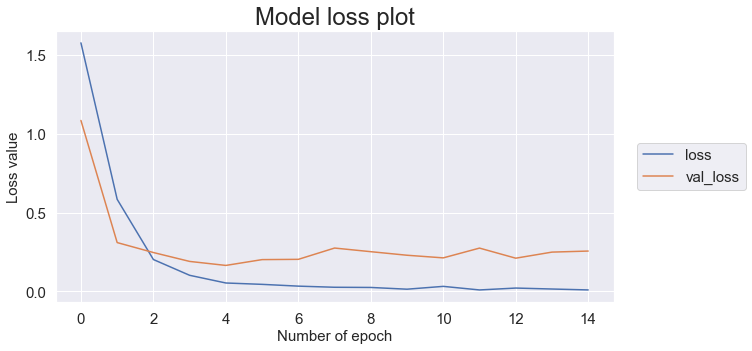 Model loss plot
1.5
1.0
0.5
0.0
Loss value
0 2 4 6 8 10 12 14
Number of epoch
loss
val_loss